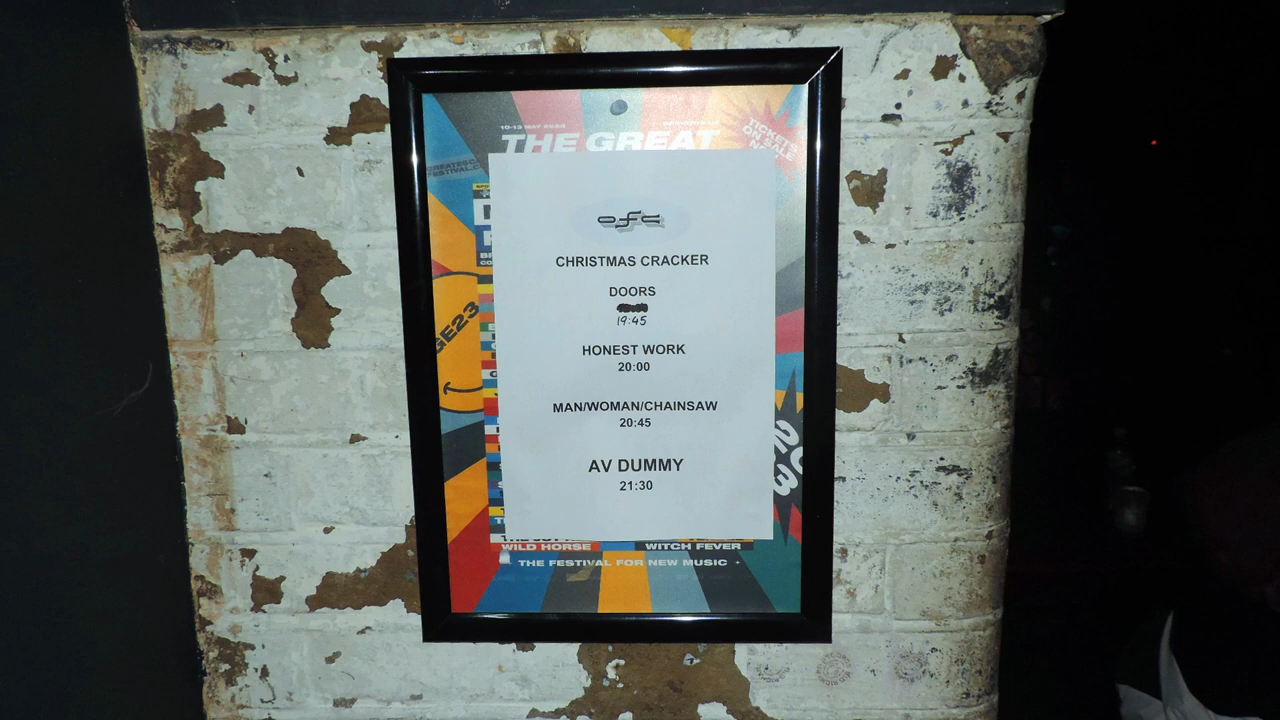 10-13 MAY 2023
THE GREAT
TICKETS
ON SALE
GE23
CHRISTMAS CRACKER
DOORS
19:45
HONEST WORK
20:00
MAN/WOMAN/CHAINSAW
20:45
AV DUMMY
21:30
WILD HORSE
WITCH FEVER
THE FESTIVAL FOR NEW MUSIC